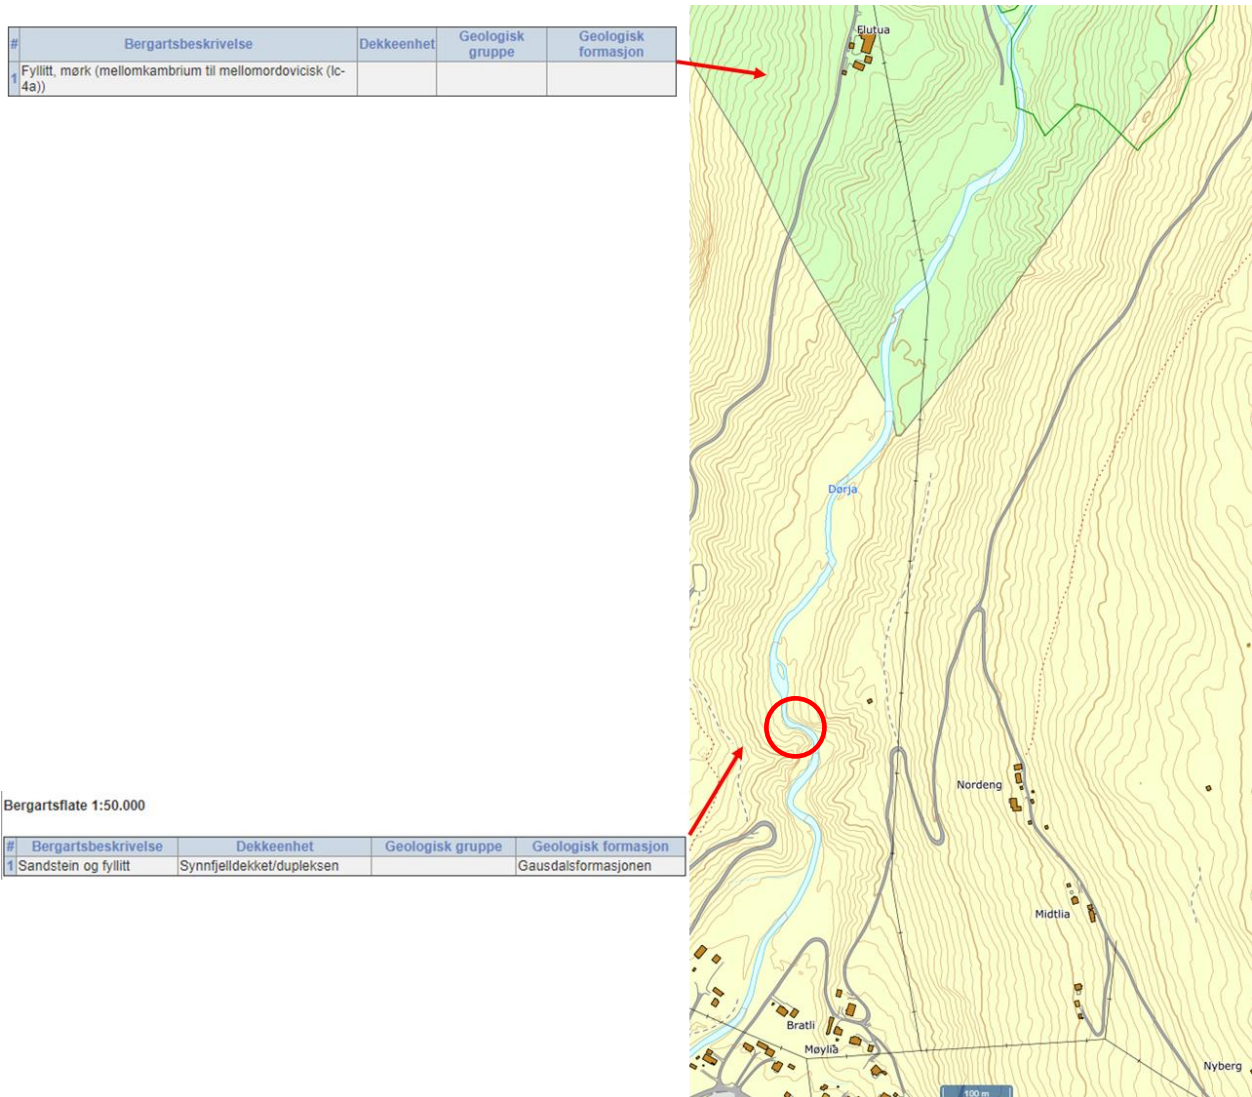 # Bergartsbeskrivelse Dekkeenhet Geologisk gruppe Geologisk formasjon
1 Fyllitt, mørk (mellomkambrium til mellomordovicisk (Ic-
4a))
Flutua
Dørja
Nordeng
Bergartsflate 1:50.000
# Bergartsbeskrivelse Dekkeenhet Geologisk gruppe Geologisk formasjon
1 Sandstein og fyllitt Synnfjelldekket/dupleksen Gausdalsformasjonen
Midtlia
Bratli
Møylia
Nyberg
100 m